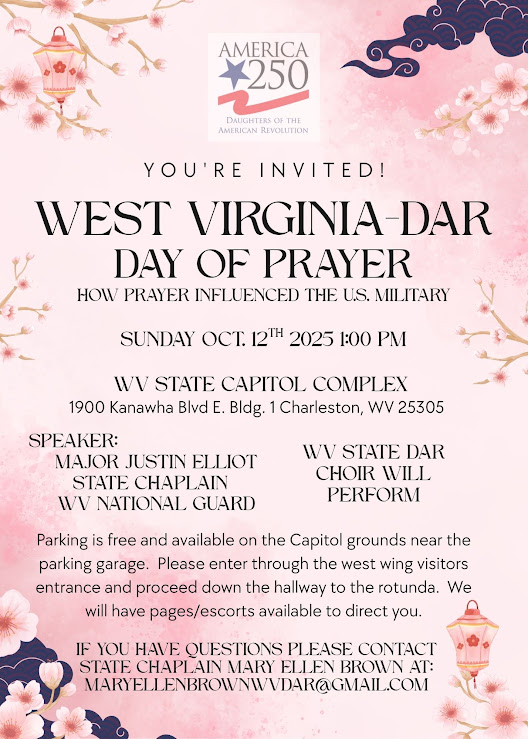 AMERICA
250
DAUGHTERS OF THE
AMERICAN REVOLUTION
YOU'RE INVITED!
WEST VIRGINIA-DAR
DAY OF PRAYER
HOW PRAYER INFLUENCED THE U.S. MILITARY
SUNDAY OCT. 12TH 2025 1:00 PM
WV STATE CAPITOL COMPLEX
1900 Kanawha Blvd E. Bldg. 1 Charleston, WV 25305
SPEAKER:
MAJOR JUSTIN ELLIOT
STATE CHAPLAIN
WV NATIONAL GUARD
WV STATE DAR
CHOIR WILL
PERFORM
Parking is free and available on the Capitol grounds near the
parking garage. Please enter through the west wing visitors
entrance and proceed down the hallway to the rotunda. We
will have pages/escorts available to direct you.
IF YOU HAVE QUESTIONS PLEASE CONTACT
STATE CHAPLAIN MARY ELLEN BROWN AT:
MARYELLENBROWNWVDAR@GMAIL.COM